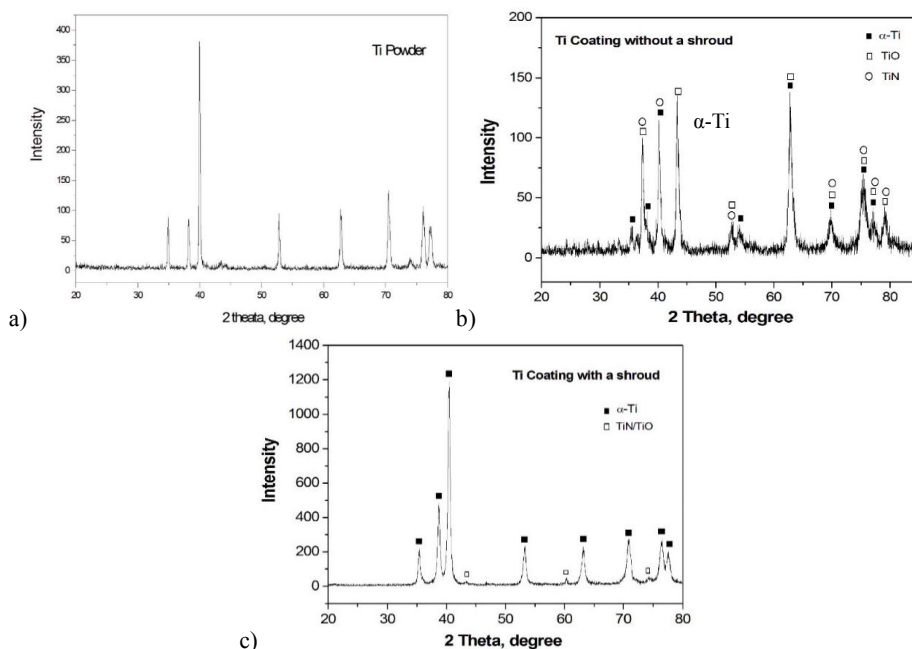 400
350
300
250
200
150
100
50
0
Intensity
Ti Powder
20 30 40 50 60 70 80
2 theata, degree
a)
200
150
100
50
0
Intensity
Ti Coating without a shroud
■ α-Ti
□ TiO
○ TiN
α-Ti
20 30 40 50 60 70 80
2 Theta, degree
b)
1400
1200
1000
800
600
400
200
0
Intensity
Ti Coating with a shroud
■ α-Ti
□ TiN/TiO
20 30 40 50 60 70 80
2 Theta, degree
c)